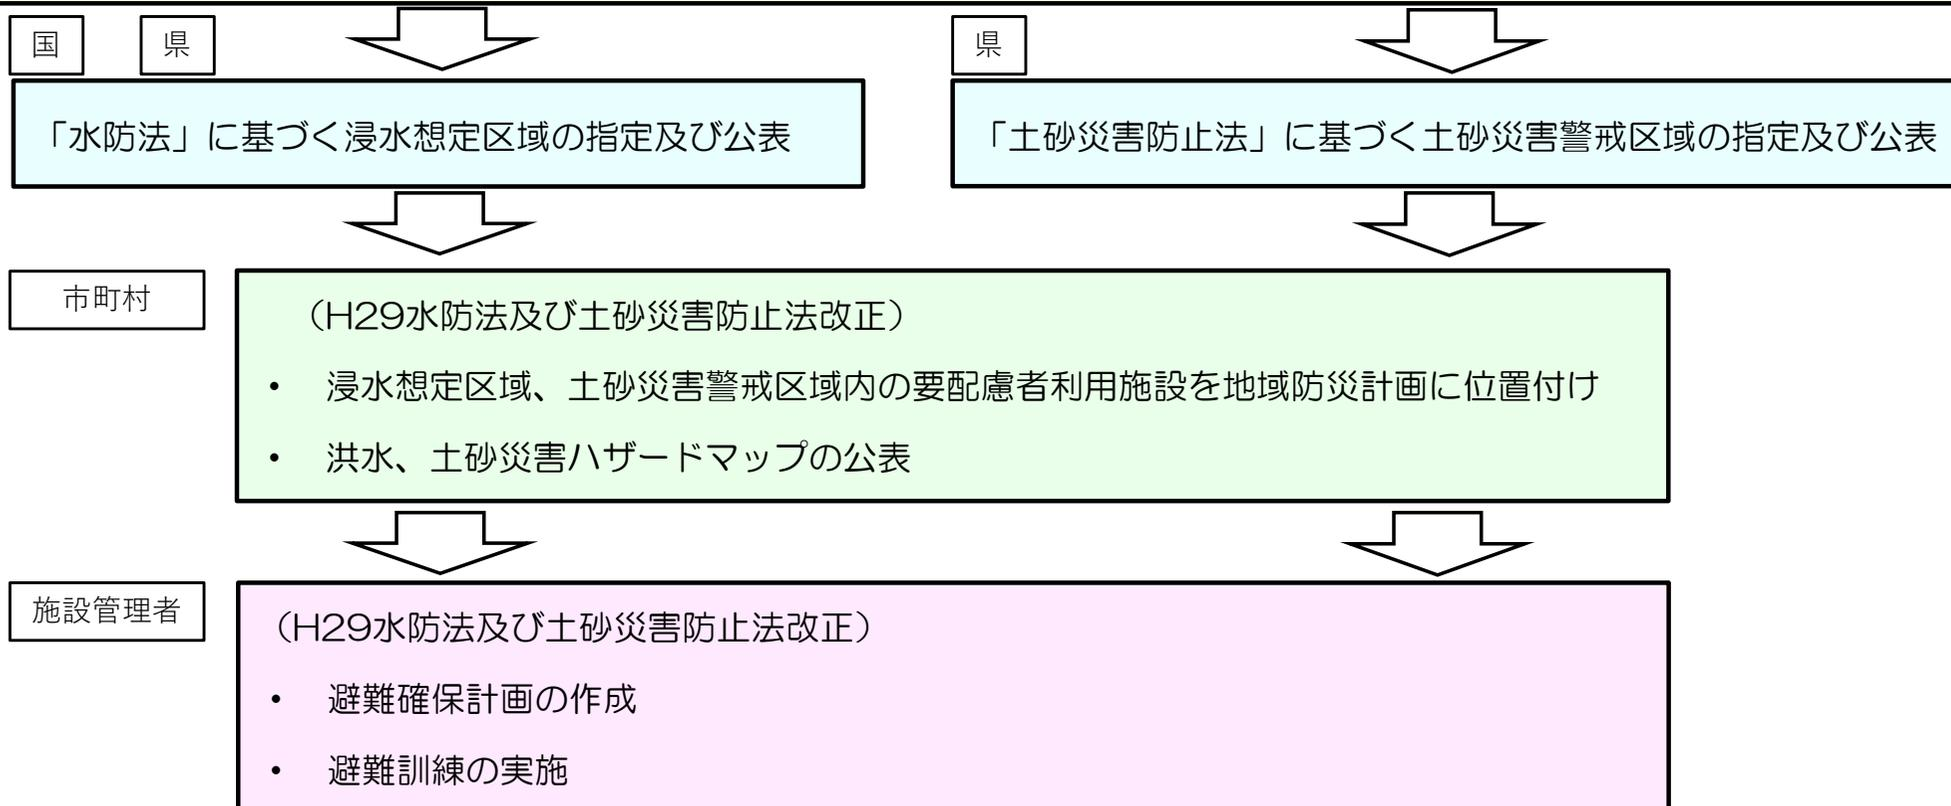 国
県
県
「水防法」に基づく浸水想定区域の指定及び公表
「土砂災害防止法」に基づく土砂災害警戒区域の指定及び公表
市町村
(H29水防法及び土砂災害防止法改正)
• 浸水想定区域、土砂災害警戒区域内の要配慮者利用施設を地域防災計画に位置付け
• 洪水、土砂災害ハザードマップの公表
施設管理者
(H29水防法及び土砂災害防止法改正)
• 避難確保計画の作成
• 避難訓練の実施